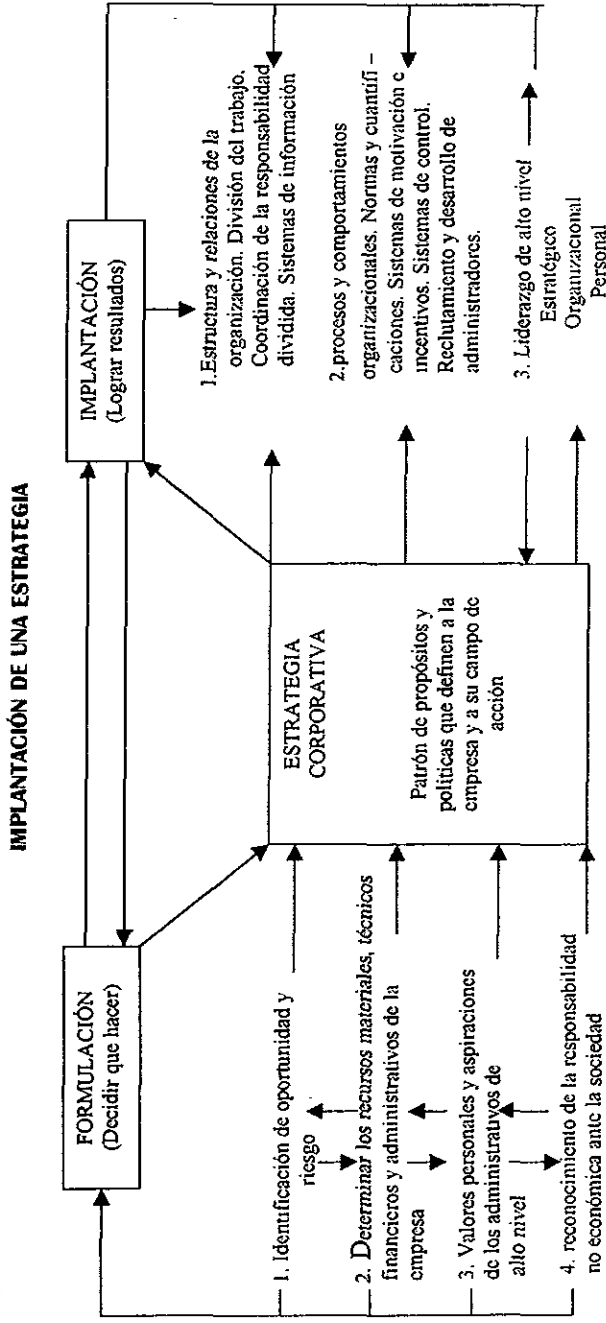 IMPLANTACIÓN DE UNA ESTRATEGIA
FORMULACIÓN
(Decidir que hacer)
IMPLANTACIÓN
(Lograr resultados)
1. Identificación de oportunidad y
riesgo
2. Determinar los recursos materiales, técnicos
financieros y administrativos de la
empresa
3. Valores personales y aspiraciones
de los administrativos de
alto nivel
4. reconocimiento de la responsabilidad
no económica ante la sociedad
ESTRATEGIA
CORPORATIVA
Patrón de propósitos y
políticas que definen a la
empresa y a su campo de
acción
1.Estructura y relaciones de la
organización. División del trabajo.
Coordinación de la responsabilidad
dividida. Sistemas de información
2.procesos y comportamientos
organizacionales. Normas y cuantifi –
caciones. Sistemas de motivación e
incentivos. Sistemas de control.
Reclutamiento y desarrollo de
administradores.
3. Liderazgo de alto nivel
Estratégico
Organizacional
Personal